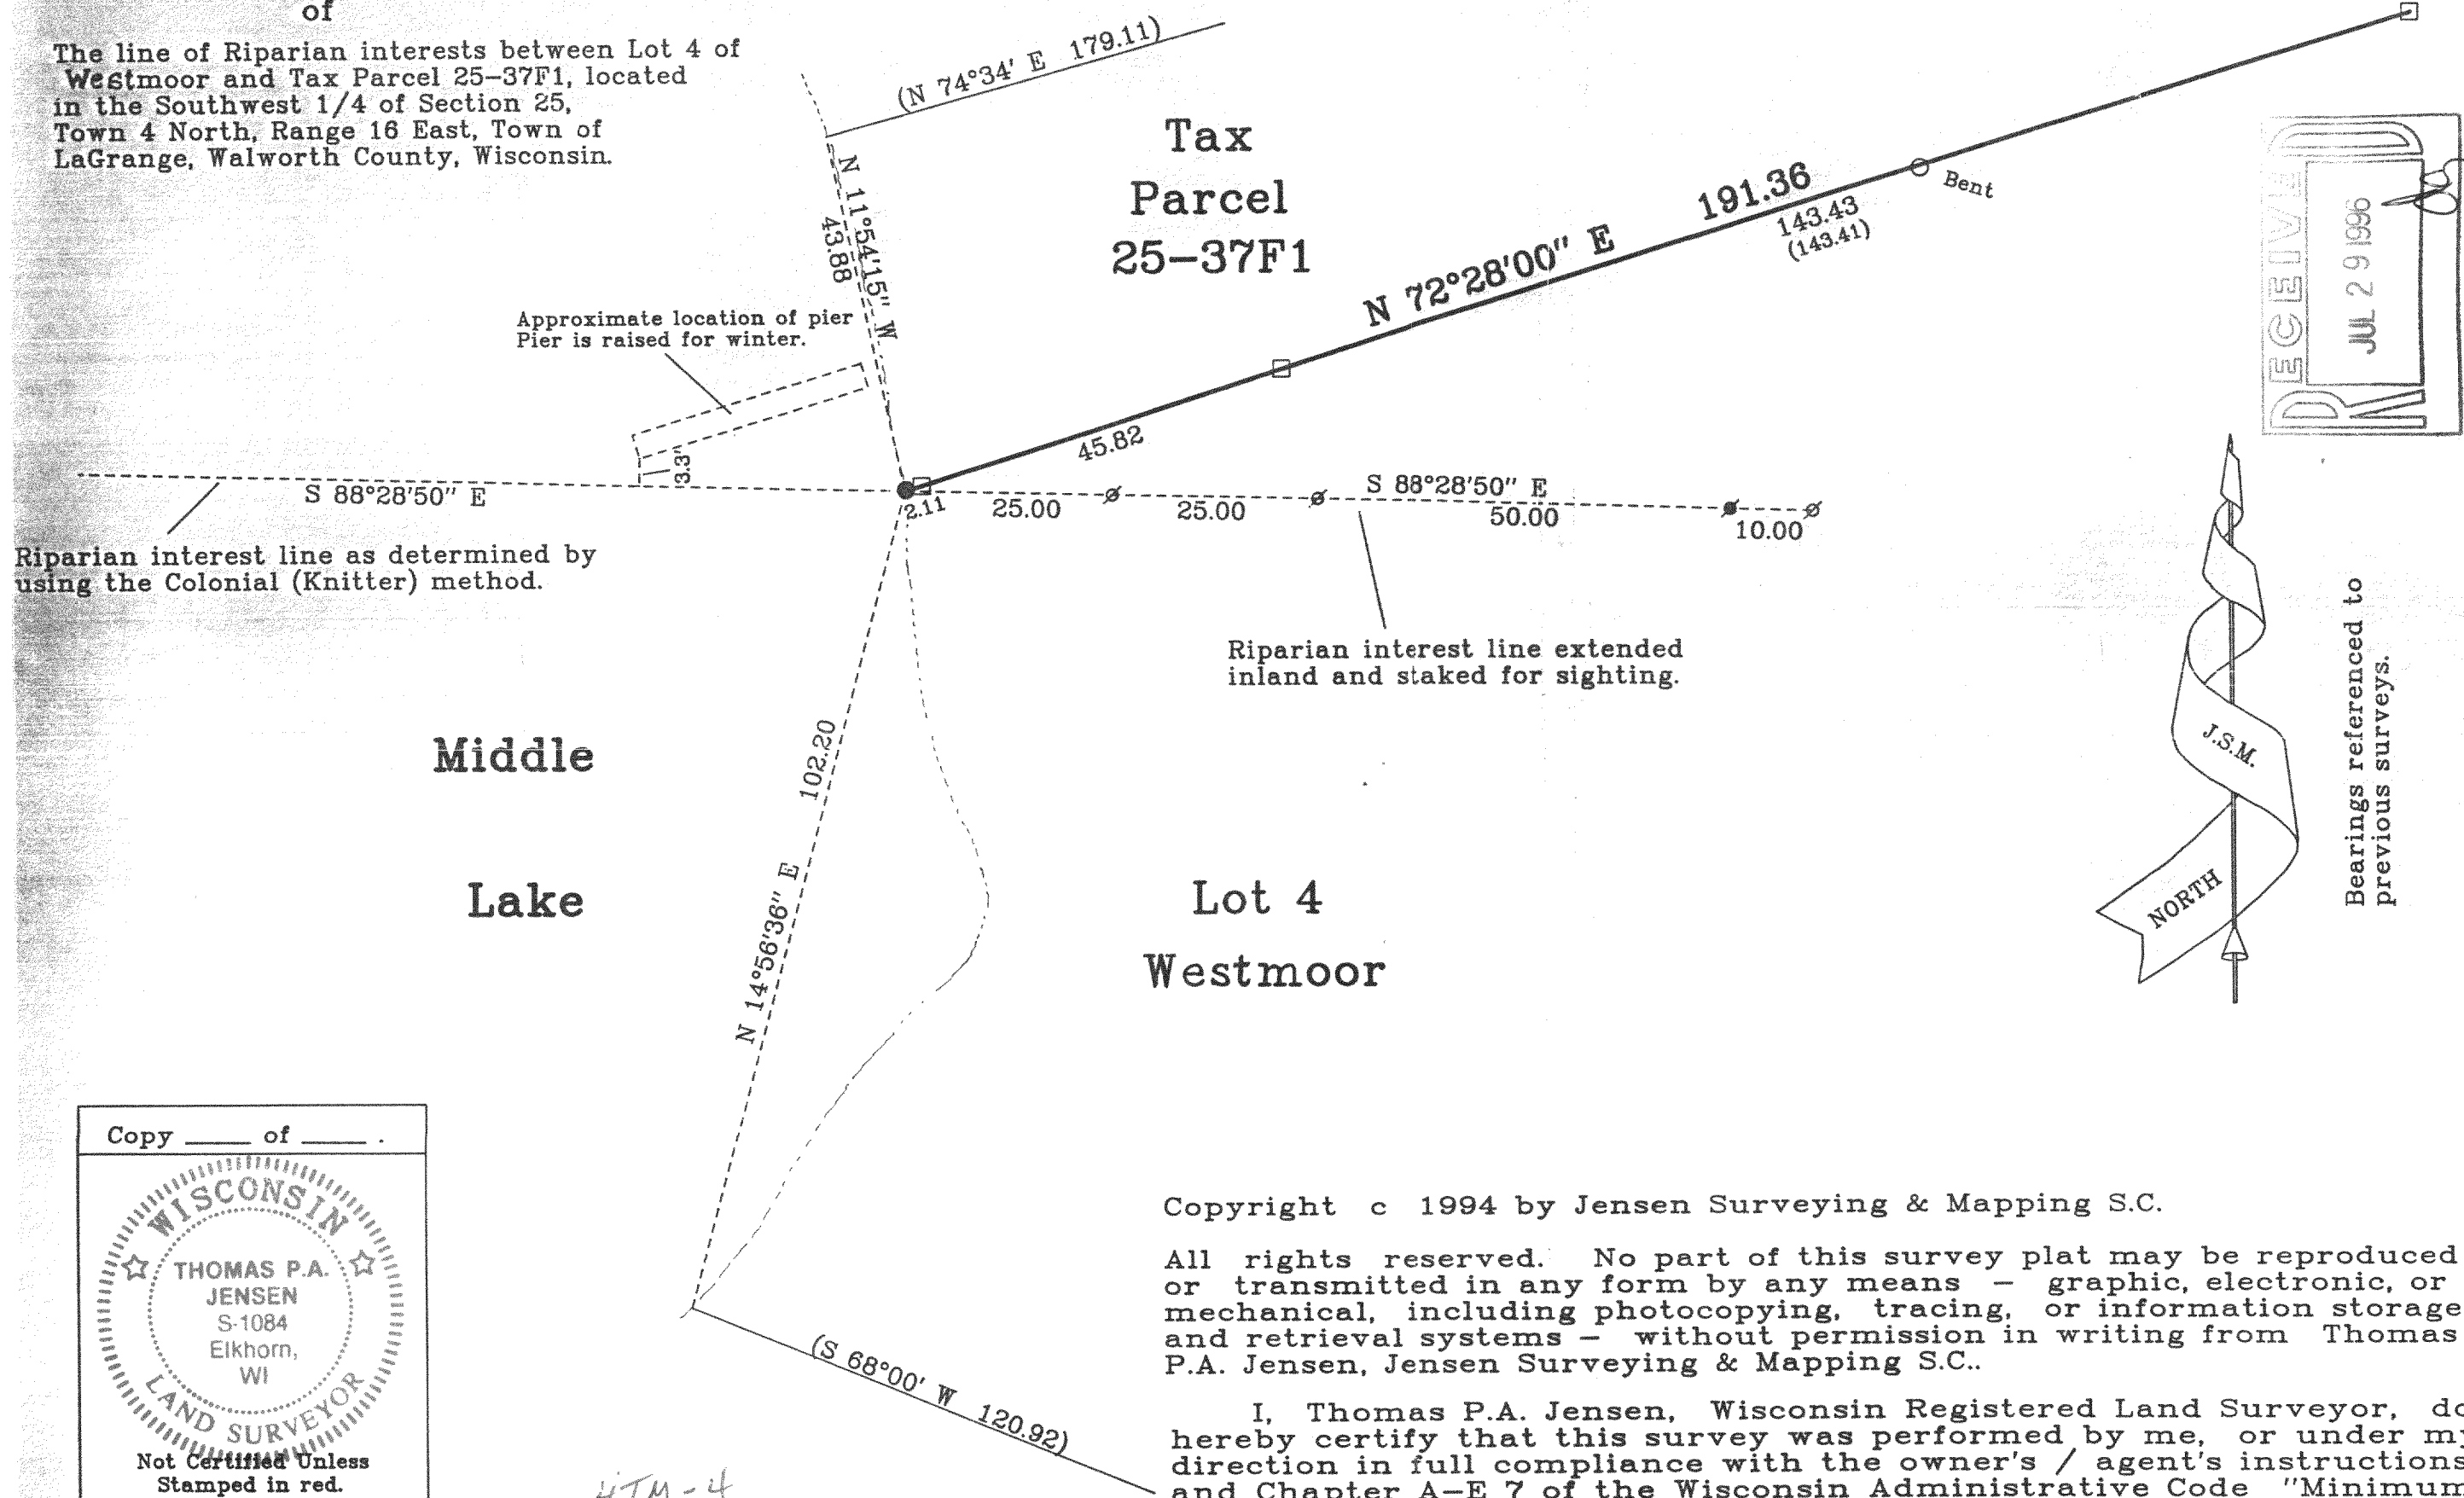 of
The line of Riparian interests between Lot 4 of
Westmoor and Tax Parcel 25-37F1, located
in the Southwest 1/4 of Section 25,
Town 4 North, Range 16 East, Town of
LaGrange, Walworth County, Wisconsin.
(N 74°34' E 179.11)
Tax
Parcel
25-37F1
N 11°54'15" W
43.88
Approximate location of pier
Pier is raised for winter.
3.3'
N 72°28'00" E 191.36
143.43
(143.41)
Bent
45.82
RECEIVED
JUL 29 1996
S 88°28'50" E
2.11
25.00
25.00
S 88°28'50" E
50.00
10.00
Riparian interest line as determined by
using the Colonial (Knitter) method.
Riparian interest line extended
inland and staked for sighting.
Middle
Lake
N 14°56'36" E 102.20
Lot 4
Westmoor
J.S.M.
NORTH
Bearings referenced to
previous surveys.
(S 68°00' W 120.92)
Copy ____ of ____ .
WISCONSIN
THOMAS P.A.
JENSEN
S-1084
Elkhorn,
WI
LAND SURVEYOR
Not Certified Unless
Stamped in red.
Copyright c 1994 by Jensen Surveying & Mapping S.C.
All rights reserved. No part of this survey plat may be reproduced
or transmitted in any form by any means – graphic, electronic, or
mechanical, including photocopying, tracing, or information storage
and retrieval systems – without permission in writing from Thomas
P.A. Jensen, Jensen Surveying & Mapping S.C..
I, Thomas P.A. Jensen, Wisconsin Registered Land Surveyor, do
hereby certify that this survey was performed by me, or under my
direction in full compliance with the owner's / agent's instructions
and Chapter A-E 7 of the Wisconsin Administrative Code "Minimum